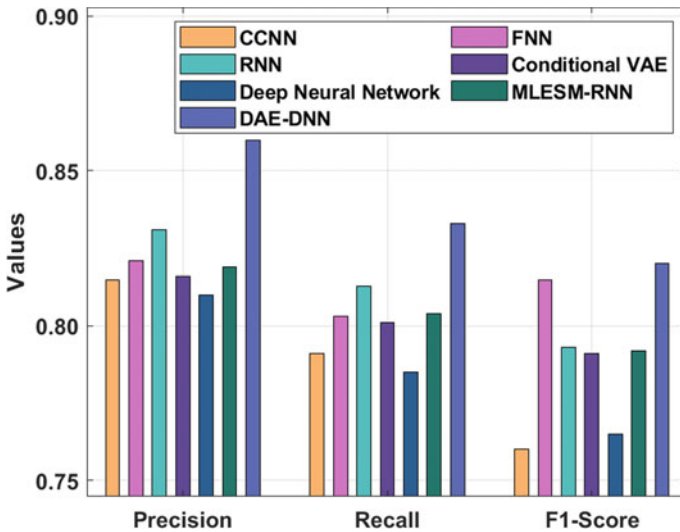 0.90
0.85
0.80
0.75
Values
CCNN FNN
RNN Conditional VAE
Deep Neural Network MLESM-RNN
DAE-DNN
Precision Recall F1-Score